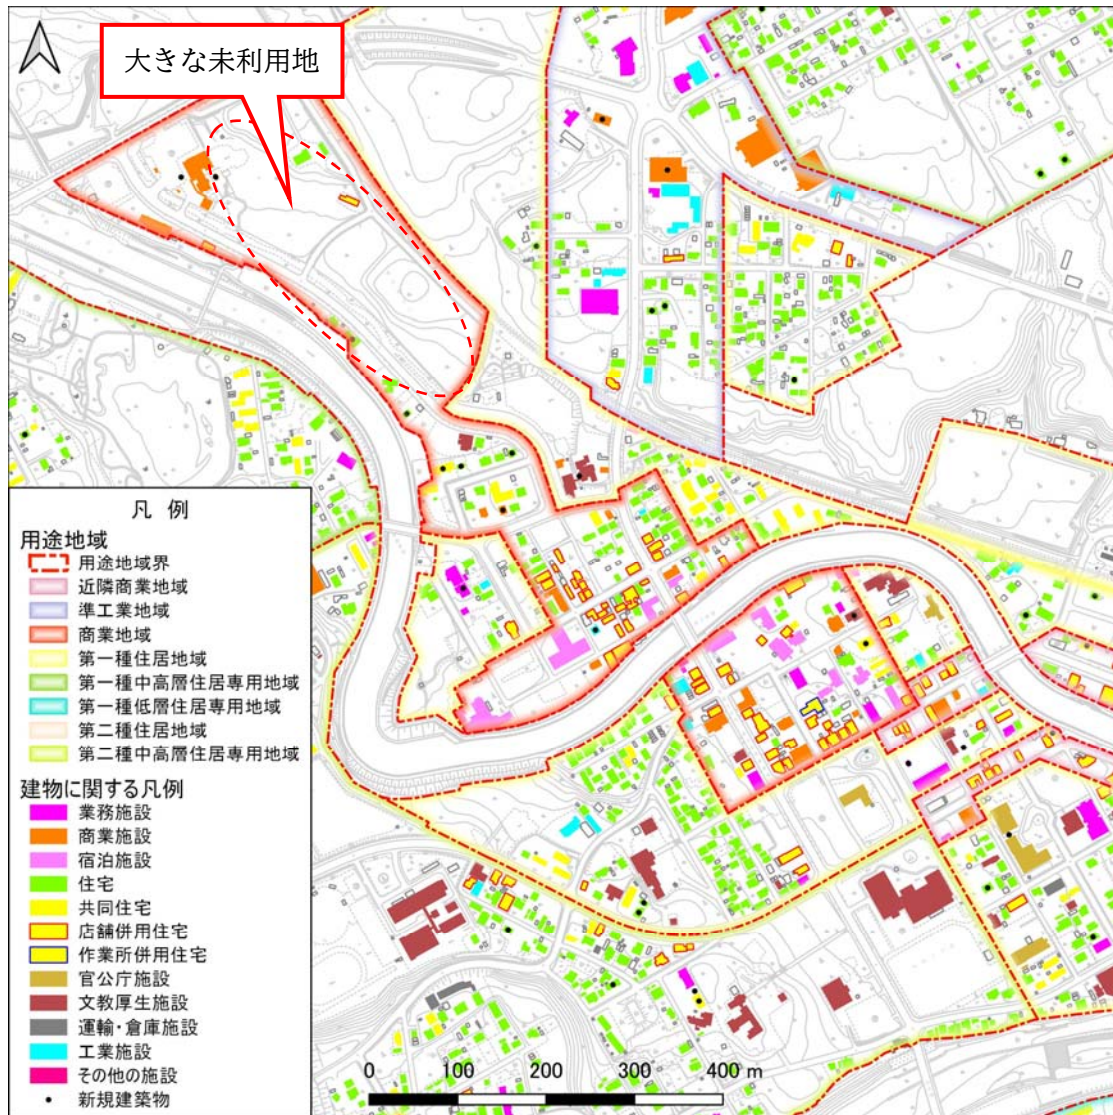 大きな未利用地
凡 例
用途地域
用途地域界
近隣商業地域
準工業地域
商業地域
第一種住居地域
第一種中高層住居専用地域
第一種低層住居専用地域
第二種住居地域
第二種中高層住居専用地域
建物に関する凡例
業務施設
商業施設
宿泊施設
住宅
共同住宅
店舗併用住宅
作業所併用住宅
官公庁施設
文教厚生施設
運輸・倉庫施設
工業施設
その他の施設
新規建築物
0 100 200 300 400 m